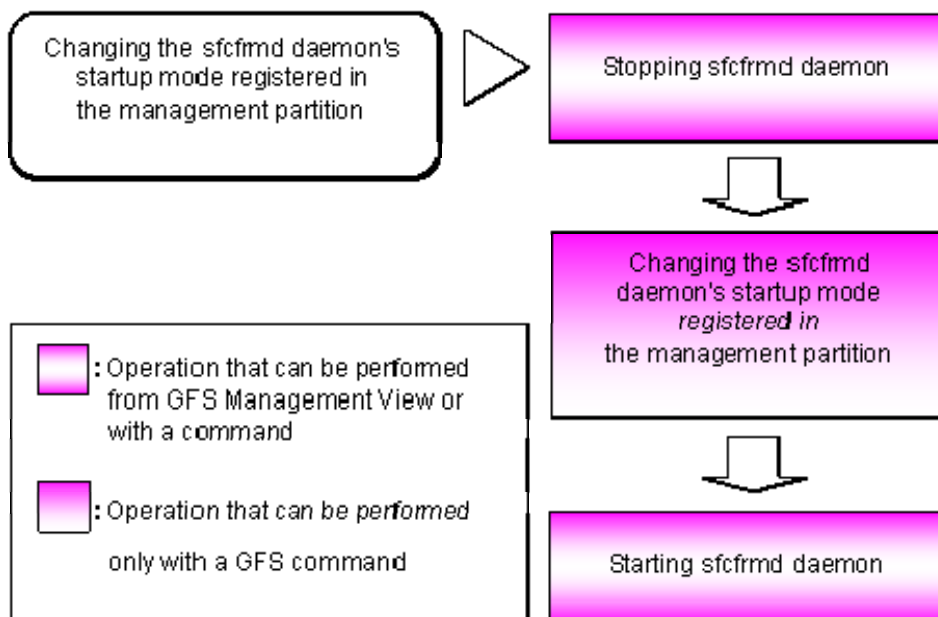 Changing the sfcfrmd daemon's
startup mode registered in
the management partition
Stopping sfcfrmd daemon
Changing the sfcfrmd
daemon's startup mode
registered in
the management partition
Starting sfcfrmd daemon
: Operation that can be performed
from GFS Management View or
with a command
: Operation that can be performed
only with a GFS command